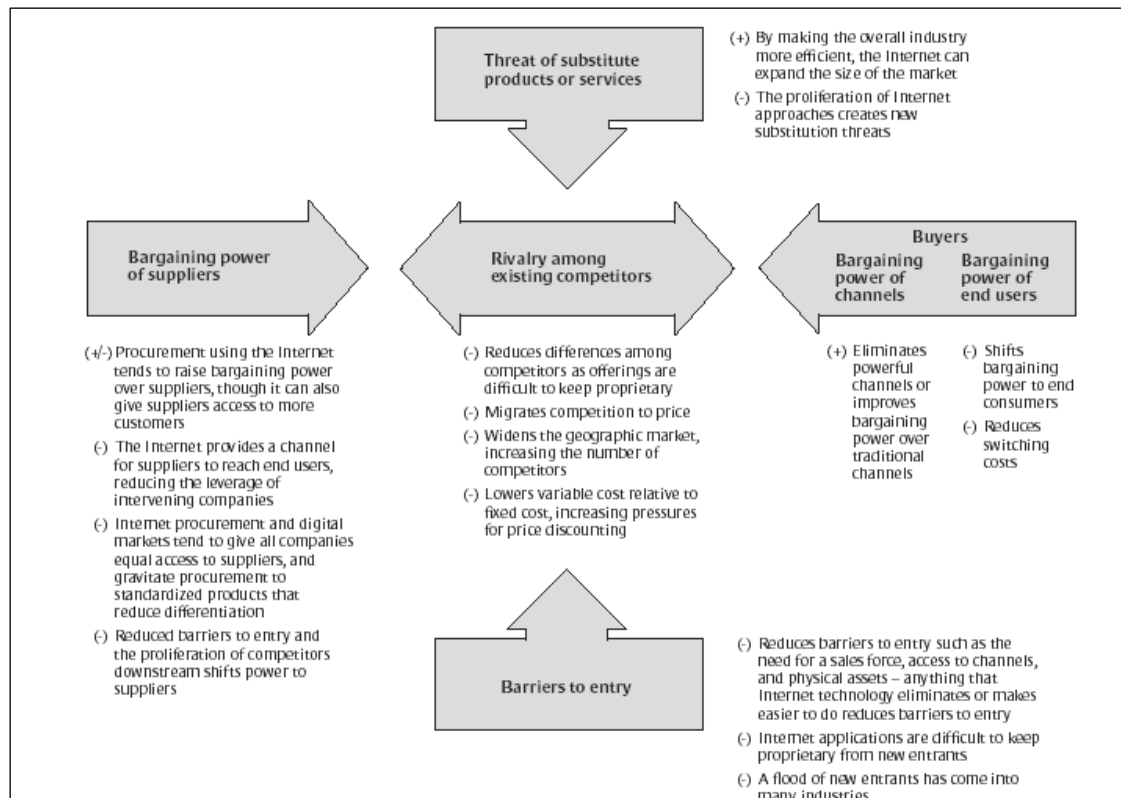 Threat of substitute
products or services
(+) By making the overall industry
more efficient, the Internet can
expand the size of the market
(-) The proliferation of Internet
approaches creates new
substitution threats
Bargaining power
of suppliers
Rivalry among
existing competitors
Buyers
Bargaining
power of
channels
Bargaining
power of
end users
(+/-) Procurement using the Internet
tends to raise bargaining power
over suppliers, though it can also
give suppliers access to more
customers
(-) The Internet provides a channel
for suppliers to reach end users,
reducing the leverage of
intervening companies
(-) Internet procurement and digital
markets tend to give all companies
equal access to suppliers, and
gravitate procurement to
standardized products that
reduce differentiation
(-) Reduced barriers to entry and
the proliferation of competitors
downstream shifts power to
suppliers
(-) Reduces differences among
competitors as offerings are
difficult to keep proprietary
(-) Migrates competition to price
(-) Widens the geographic market,
increasing the number of
competitors
(-) Lowers variable cost relative to
fixed cost, increasing pressures
for price discounting
(+) Eliminates
powerful
channels or
improves
bargaining
power over
traditional
channels
(-) Shifts
bargaining
power to end
consumers
(-) Reduces
switching
costs
Barriers to entry
(-) Reduces barriers to entry such as the
need for a sales force, access to channels,
and physical assets – anything that
Internet technology eliminates or makes
easier to do reduces barriers to entry
(-) Internet applications are difficult to keep
proprietary from new entrants
(-) A flood of new entrants has come into
many industries